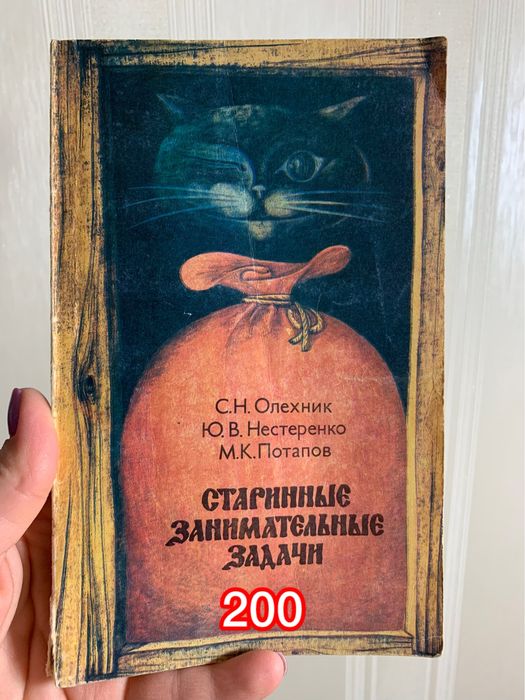 С.Н. Олехник
Ю.В. Нестеренко
М.К. Потапов
СТАРИННЫЕ
ЗАНИМАТЕЛЬНЫЕ
ЗАДАЧИ
200